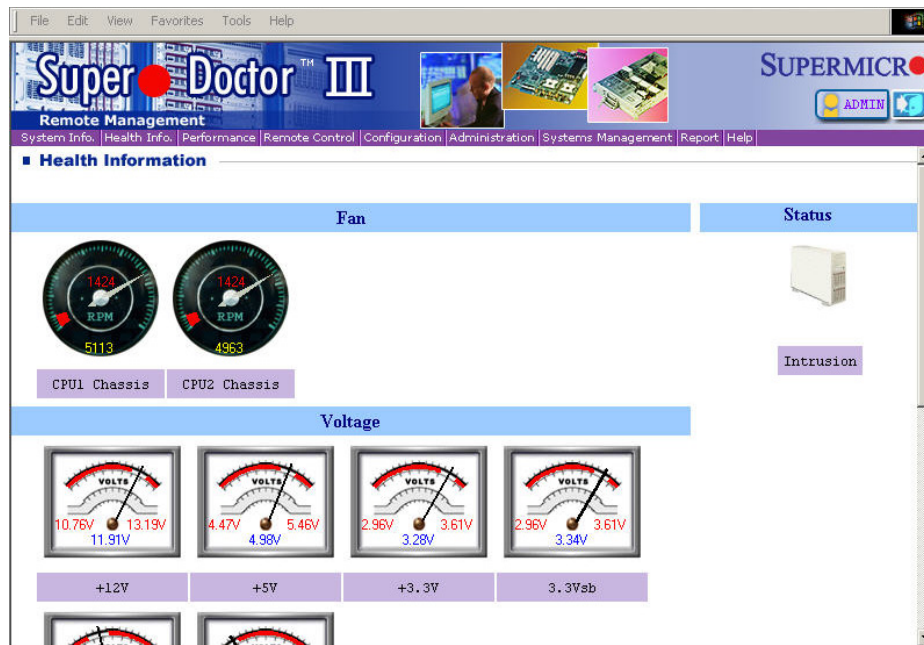 File Edit View Favorites Tools Help
Super Doctor™ III
SUPERMICR
ADMIN
Remote Management
System Info. Health Info. Performance Remote Control Configuration Administration Systems Management Report Help
Health Information
Fan
Status
1424 1424
RPM RPM
5113 4963
CPU1 Chassis CPU2 Chassis
Intrusion
Voltage
VOLTS VOLTS VOLTS VOLTS
10.76V 13.19V 4.47V 5.46V 2.96V 3.61V 2.96V 3.61V
11.91V 4.98V 3.28V 3.34V
+12V +5V +3.3V 3.3Vsb